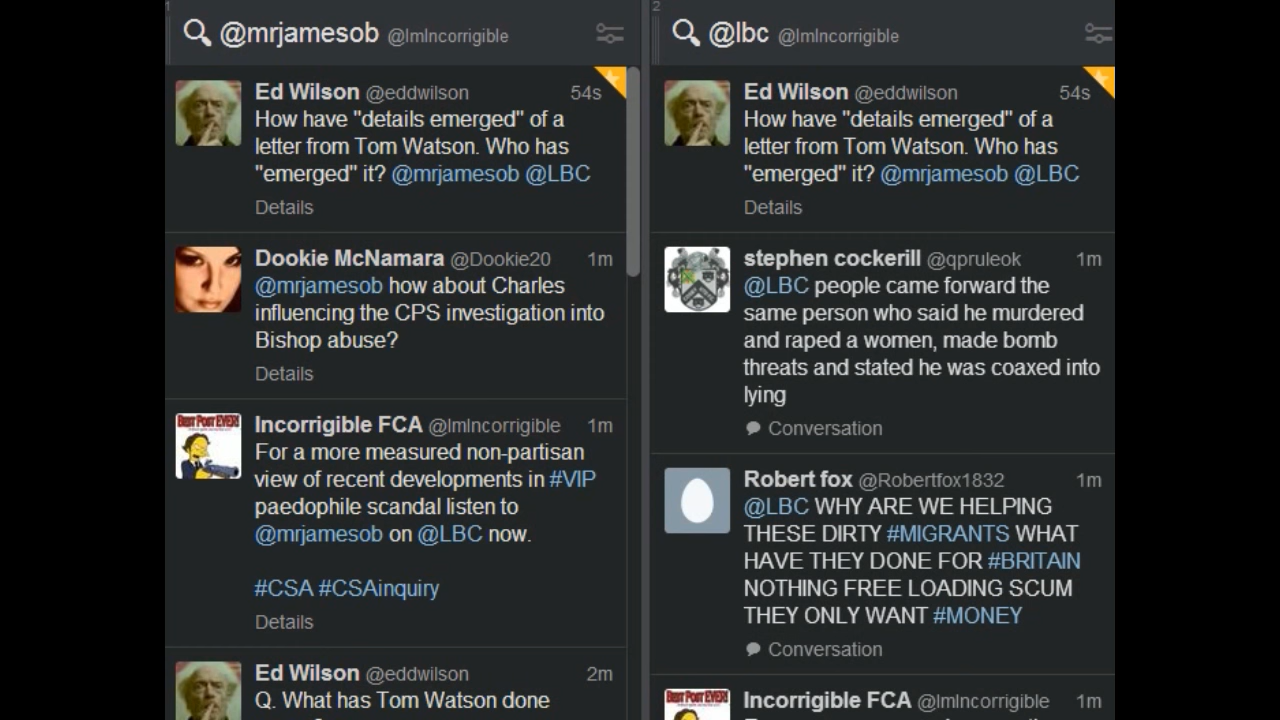 1
@mrjamesob @ImIncorrigible
Ed Wilson @eddwilson 54s
How have "details emerged" of a
letter from Tom Watson. Who has
"emerged" it? @mrjamesob @LBC
Details
Dookie McNamara @Dookie20 1m
@mrjamesob how about Charles
influencing the CPS investigation into
Bishop abuse?
Details
BEST POST EVER!
Incorrigible FCA @ImIncorrigible 1m
For a more measured non-partisan
view of recent developments in #VIP
paedophile scandal listen to
@mrjamesob on @LBC now.
#CSA #CSAinquiry
Details
Ed Wilson @eddwilson 2m
Q. What has Tom Watson done
2
@lbc @ImIncorrigible
Ed Wilson @eddwilson 54s
How have "details emerged" of a
letter from Tom Watson. Who has
"emerged" it? @mrjamesob @LBC
Details
stephen cockerill @qpruleok 1m
@LBC people came forward the
same person who said he murdered
and raped a women, made bomb
threats and stated he was coaxed into
lying
Conversation
Robert fox @Robertfox1832 1m
@LBC WHY ARE WE HELPING
THESE DIRTY #MIGRANTS WHAT
HAVE THEY DONE FOR #BRITAIN
NOTHING FREE LOADING SCUM
THEY ONLY WANT #MONEY
Conversation
BEST POST EVER!
Incorrigible FCA @ImIncorrigible 1m